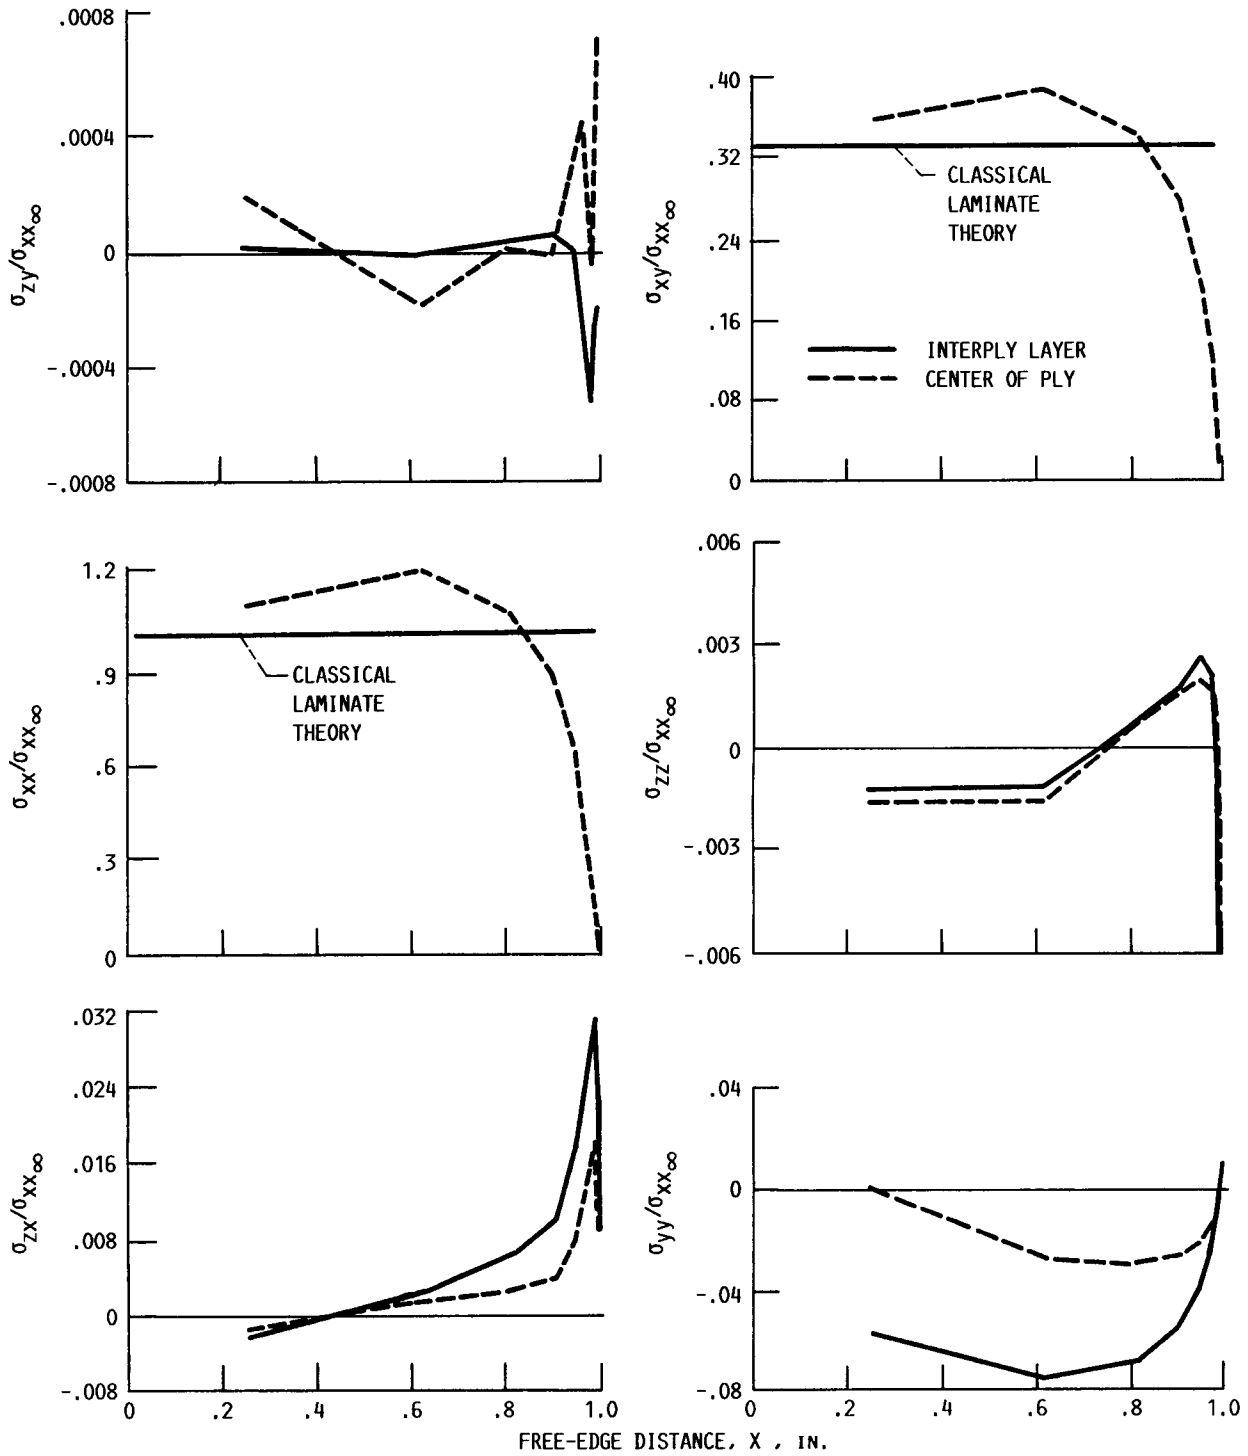 .0008
.0004
0
-.0004
-.0008
σzy/σxx∞
.40
.32
.24
.16
.08
0
σxy/σxx∞
CLASSICAL
LAMINATE
THEORY
INTERPLY LAYER
CENTER OF PLY
1.2
.9
.6
.3
0
σxx/σxx∞
CLASSICAL
LAMINATE
THEORY
.006
.003
0
-.003
-.006
σzz/σxx∞
.032
.024
.016
.008
0
-.008
σzx/σxx∞
0 .2 .4 .6 .8 1.0
.04
0
-.04
-.08
σyy/σxx∞
0 .2 .4 .6 .8 1.0
FREE-EDGE DISTANCE, X , IN.